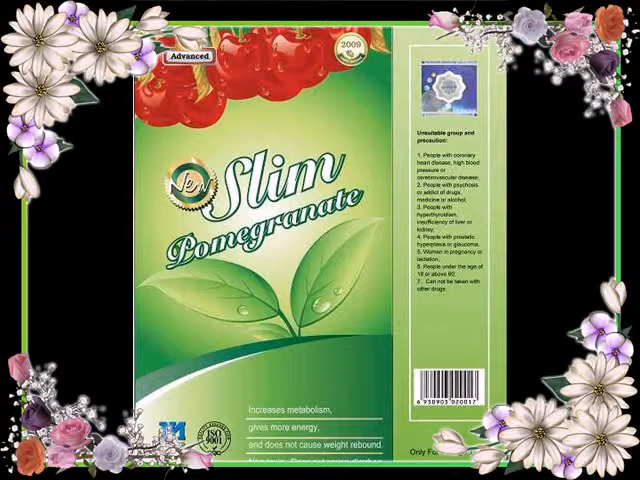 Advanced
2009
New
Slim
Pomegranate
Increases metabolism,
gives more energy,
and does not cause weight rebound.
ISO
9001
Unsuitable group and
precaution:
1. People with coronary
heart disease, high blood
pressure or
cerebrovascular disease;
2. People with psychosis
or addict of drugs,
medicine or alcohol;
3. People with
hyperthyroidism,
insufficiency of liver or
kidney;
4. People with prostatic
hyperplasia or glaucoma;
5. Women in pregnancy or
lactation;
6. People under the age of
18 or above 60;
7. Can not be taken with
other drugs.
6 938903 020017
Only Fo